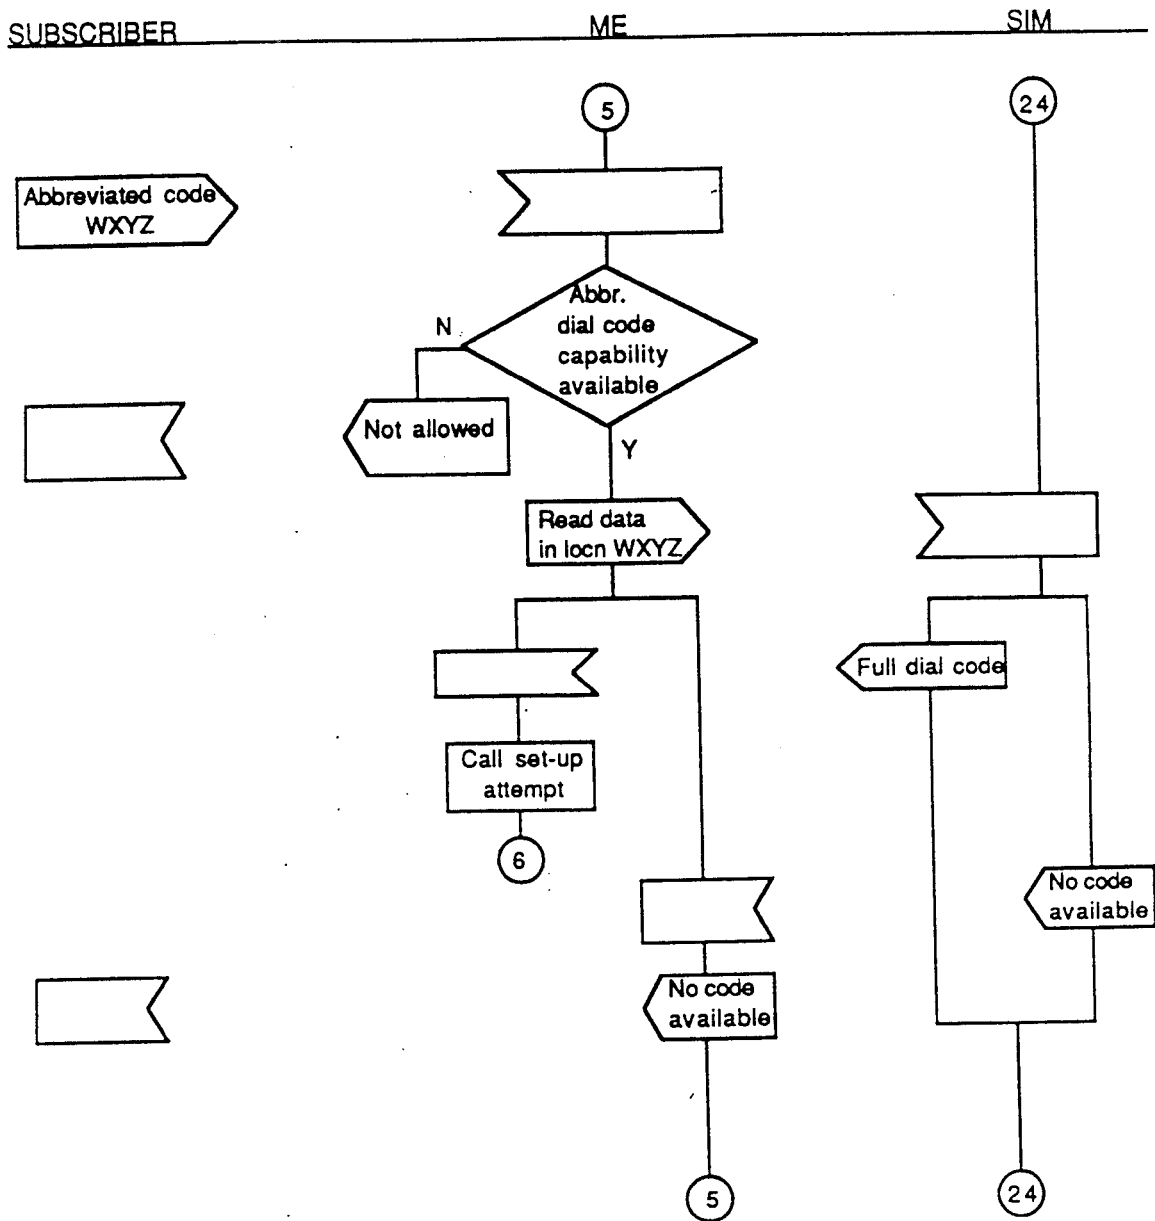 SUBSCRIBER ME SIM
5
24
Abbreviated code
WXYZ
Abbr.
dial code
capability
available
N
Not allowed
Y
Read data
in locn WXYZ
Full dial code
Call set-up
attempt
6
No code
available
No code
available
5
24